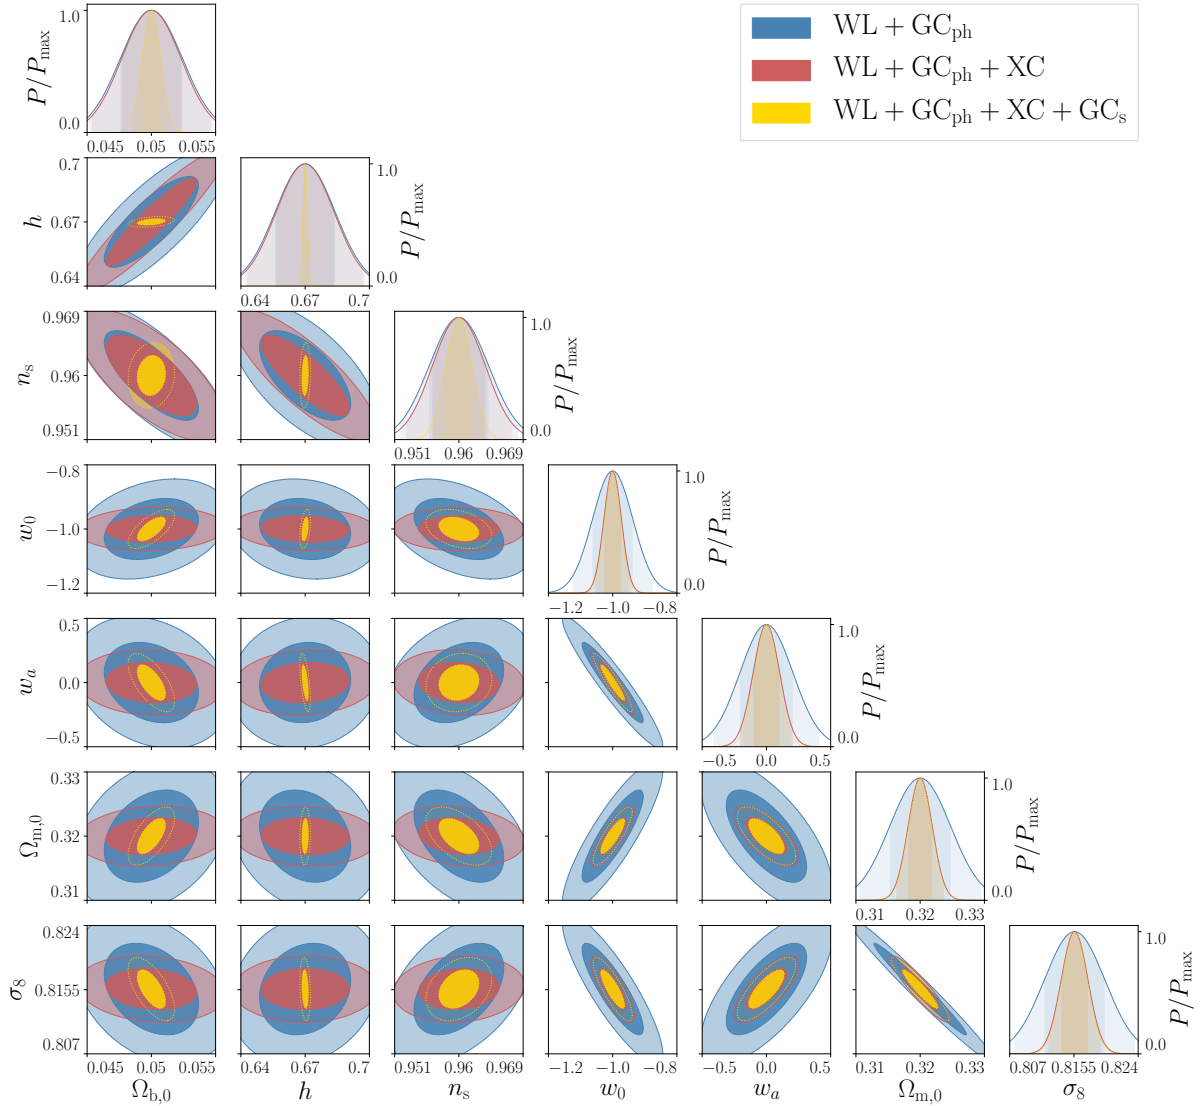 WL + GC_ph
WL + GC_ph + XC
WL + GC_ph + XC + GC_s
P/P_max
1.0
0.0
0.045 0.05 0.055
h
0.7
0.67
0.64
1.0
0.0
P/P_max
0.64 0.67 0.7
n_s
0.969
0.96
0.951
1.0
0.0
P/P_max
0.951 0.96 0.969
w_0
−0.8
−1.0
−1.2
1.0
0.0
P/P_max
−1.2 −1.0 −0.8
w_a
0.5
0.0
−0.5
1.0
0.0
P/P_max
−0.5 0.0 0.5
Ω_m,0
0.33
0.32
0.31
1.0
0.0
P/P_max
0.31 0.32 0.33
σ_8
0.824
0.8155
0.807
1.0
0.0
P/P_max
0.045 0.05 0.055 0.64 0.67 0.7 0.951 0.96 0.969 −1.2 −1.0 −0.8 −0.5 0.0 0.5 0.31 0.32 0.33 0.807 0.8155 0.824
Ω_b,0 h n_s w_0 w_a Ω_m,0 σ_8